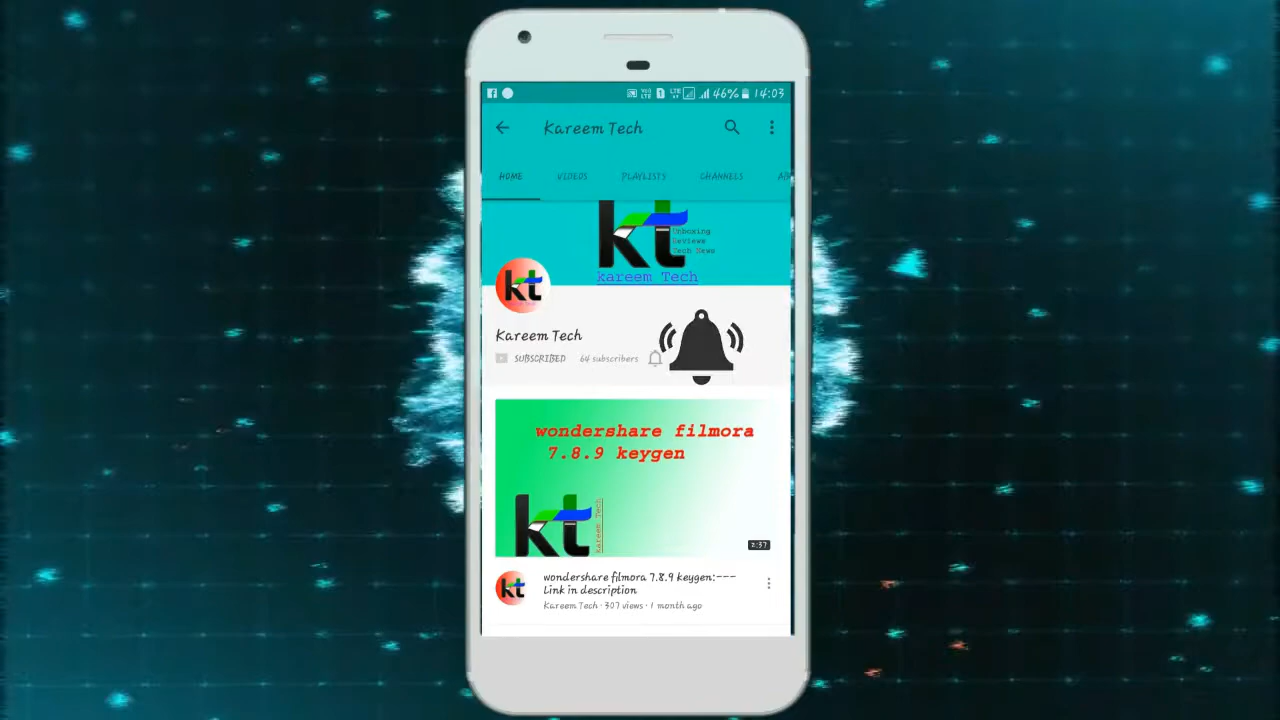 46% 14:03
Kareem Tech
HOME VIDEOS PLAYLISTS CHANNELS AB
kt
Unboxing
Reviews
Tech News
kareem Tech
kt
Kareem Tech
SUBSCRIBED 64 subscribers
wondershare filmora
7.8.9 keygen
kt
Kareem Tech
2:37
kt
wondershare filmora 7.8.9 keygen:---
Link in description
Kareem Tech · 307 views · 1 month ago